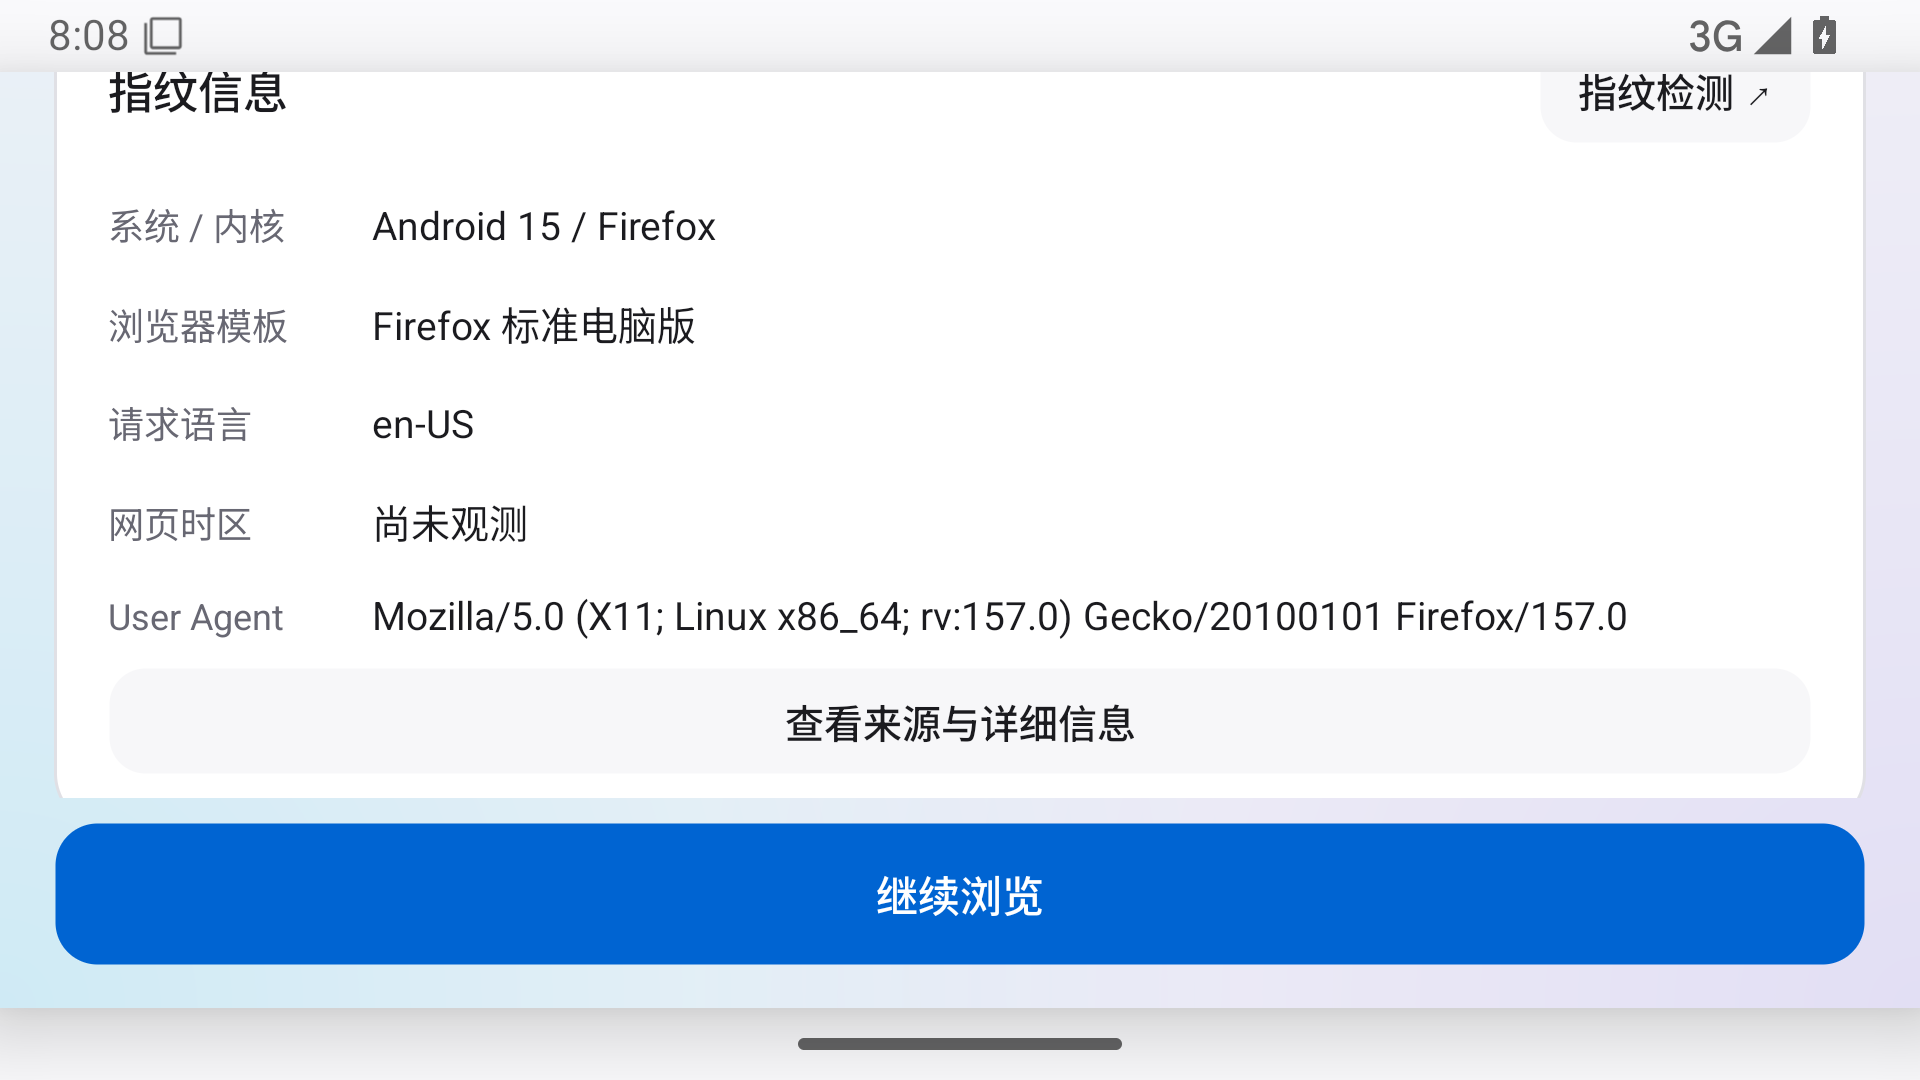 8:08
3G
指纹信息
指纹检测 ↗
系统 / 内核
Android 15 / Firefox
浏览器模板
Firefox 标准电脑版
请求语言
en-US
网页时区
尚未观测
User Agent
Mozilla/5.0 (X11; Linux x86_64; rv:157.0) Gecko/20100101 Firefox/157.0
查看来源与详细信息
继续浏览